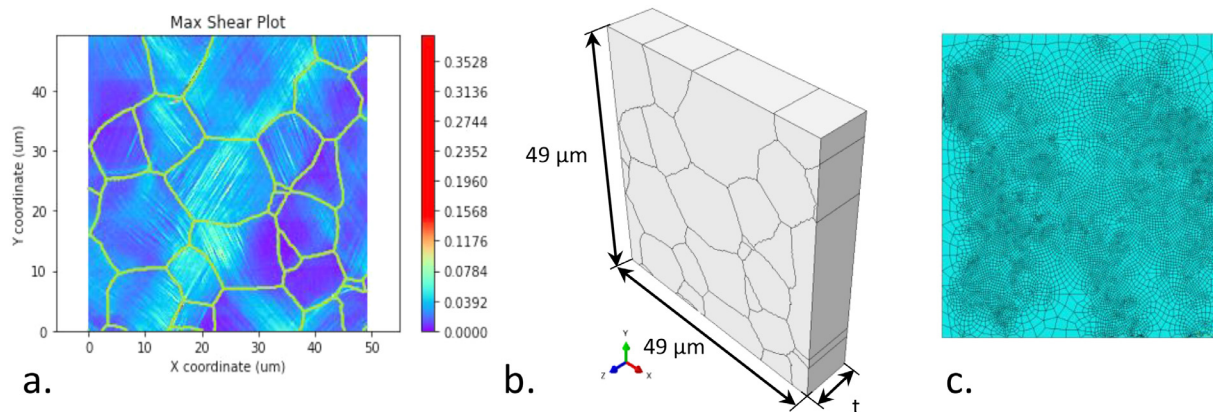 Max Shear Plot
Y coordinate (um)
40
30
20
10
0
0 10 20 30 40 50
X coordinate (um)
0.3528
0.3136
0.2744
0.2352
0.1960
0.1568
0.1176
0.0784
0.0392
0.0000
a.
49 μm
49 μm
t
Y
Z
X
b.
c.